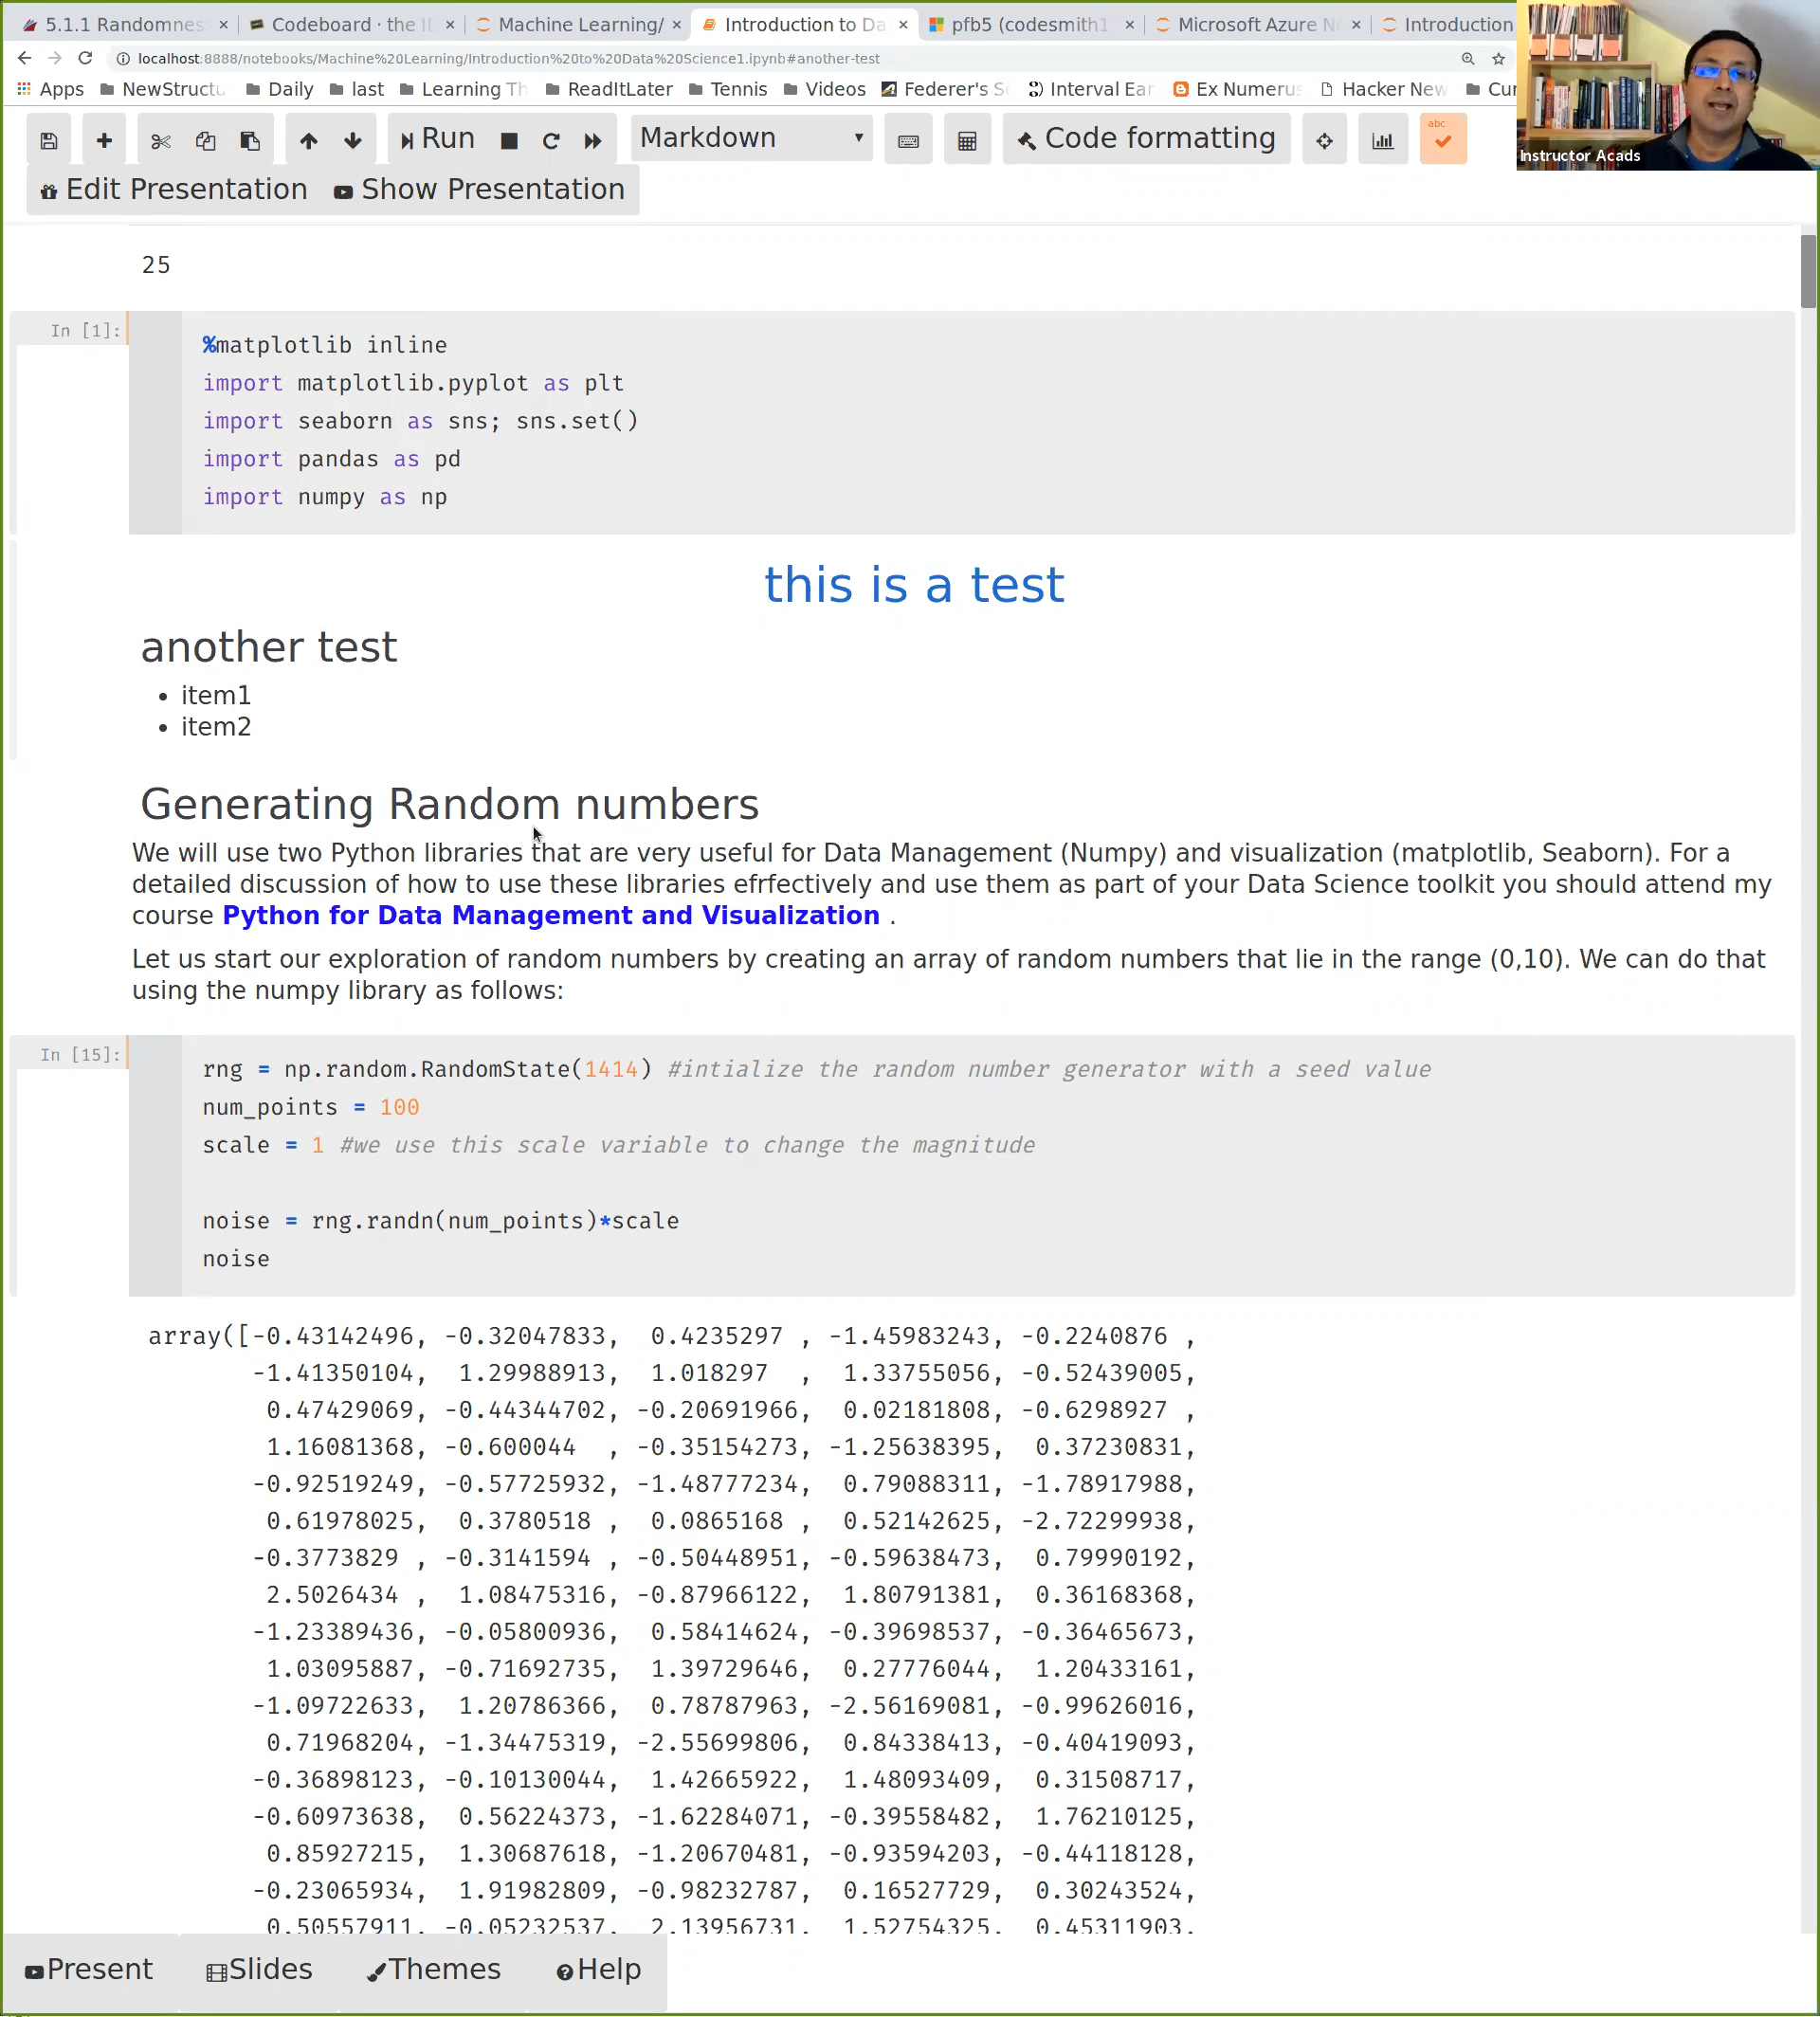 5.1.1 Randomnes
Codeboard · the I
Machine Learning/
Introduction to Da
pfb5 (codesmith1
Microsoft Azure N
Introduction
localhost:8888/notebooks/Machine%20Learning/Introduction%20to%20Data%20Science1.ipynb#another-test
Apps NewStructu Daily last Learning Th ReadItLater Tennis Videos Federer's S Interval Ear Ex Numerus Hacker New Cur
Instructor Acads
Run Markdown Code formatting abc
Edit Presentation Show Presentation
25
In [1]:
%matplotlib inline
import matplotlib.pyplot as plt
import seaborn as sns; sns.set()
import pandas as pd
import numpy as np
this is a test
another test
• item1
• item2
Generating Random numbers
We will use two Python libraries that are very useful for Data Management (Numpy) and visualization (matplotlib, Seaborn). For a
detailed discussion of how to use these libraries efrfectively and use them as part of your Data Science toolkit you should attend my
course Python for Data Management and Visualization .
Let us start our exploration of random numbers by creating an array of random numbers that lie in the range (0,10). We can do that
using the numpy library as follows:
In [15]:
rng = np.random.RandomState(1414) #intialize the random number generator with a seed value
num_points = 100
scale = 1 #we use this scale variable to change the magnitude
noise = rng.randn(num_points)*scale
noise
array([-0.43142496, -0.32047833, 0.4235297 , -1.45983243, -0.2240876 ,
-1.41350104, 1.29988913, 1.018297 , 1.33755056, -0.52439005,
0.47429069, -0.44344702, -0.20691966, 0.02181808, -0.6298927 ,
1.16081368, -0.600044 , -0.35154273, -1.25638395, 0.37230831,
-0.92519249, -0.57725932, -1.48777234, 0.79088311, -1.78917988,
0.61978025, 0.3780518 , 0.0865168 , 0.52142625, -2.72299938,
-0.3773829 , -0.3141594 , -0.50448951, -0.59638473, 0.79990192,
2.5026434 , 1.08475316, -0.87966122, 1.80791381, 0.36168368,
-1.23389436, -0.05800936, 0.58414624, -0.39698537, -0.36465673,
1.03095887, -0.71692735, 1.39729646, 0.27776044, 1.20433161,
-1.09722633, 1.20786366, 0.78787963, -2.56169081, -0.99626016,
0.71968204, -1.34475319, -2.55699806, 0.84338413, -0.40419093,
-0.36898123, -0.10130044, 1.42665922, 1.48093409, 0.31508717,
-0.60973638, 0.56224373, -1.62284071, -0.39558482, 1.76210125,
0.85927215, 1.30687618, -1.20670481, -0.93594203, -0.44118128,
-0.23065934, 1.91982809, -0.98232787, 0.16527729, 0.30243524,
0.50557911, -0.05232537, 2.13956731, 1.52754325, 0.45311903,
Present Slides Themes Help